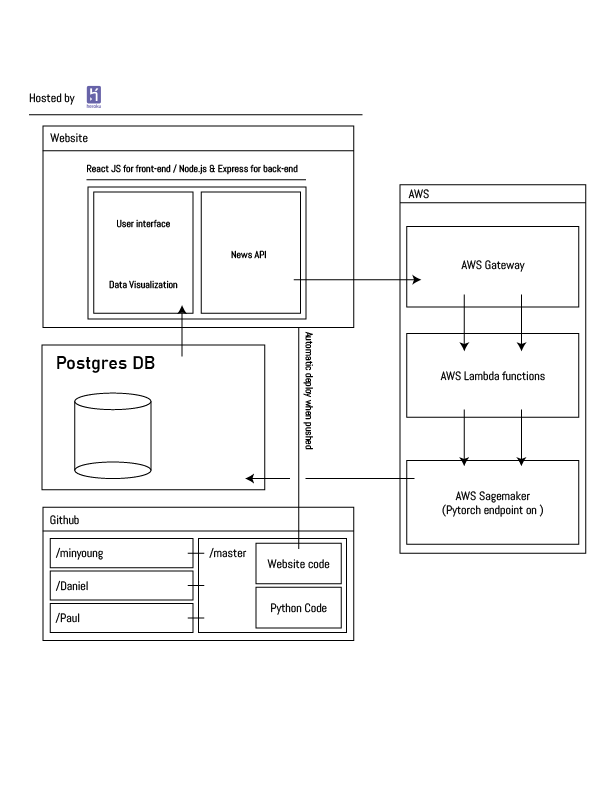 Hosted by
heroku
Website
React JS for front-end / Node.js & Express for back-end
User interface
Data Visualization
News API
AWS
AWS Gateway
AWS Lambda functions
AWS Sagemaker
(Pytorch endpoint on )
Postgres DB
Automatic deploy when pushed
Github
/minyoung
/Daniel
/Paul
/master
Website code
Python Code